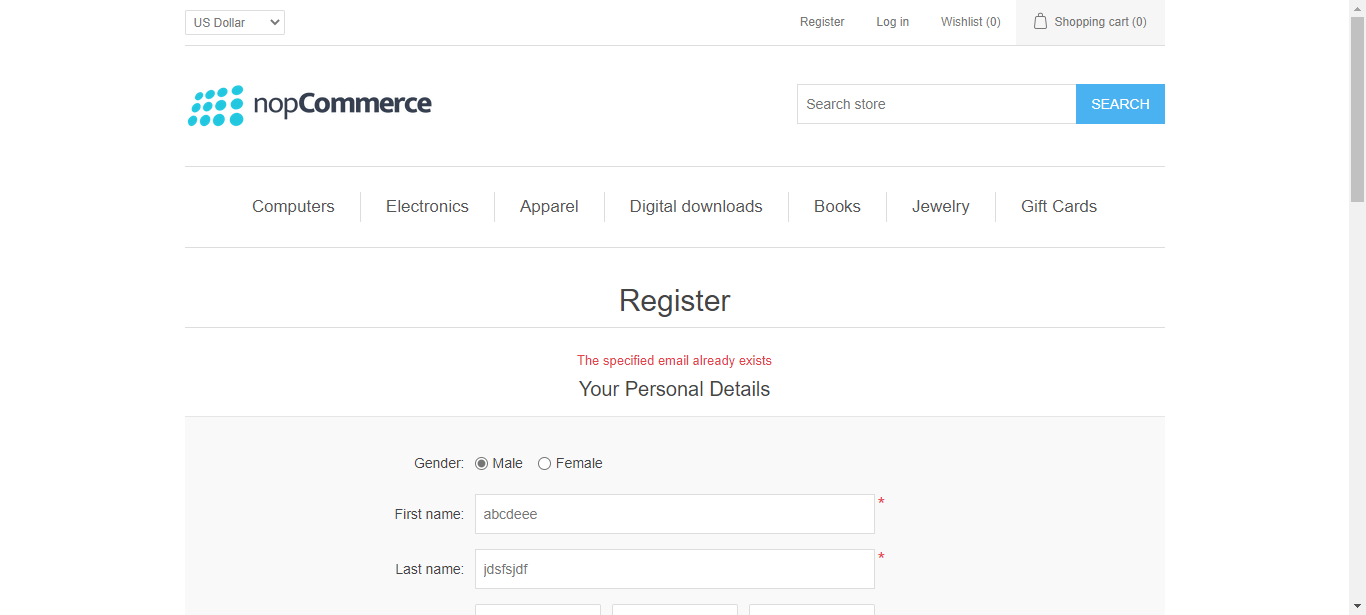 US Dollar Register Log in Wishlist (0) Shopping cart (0)
nopCommerce Search store SEARCH
Computers Electronics Apparel Digital downloads Books Jewelry Gift Cards
Register
The specified email already exists
Your Personal Details
Gender: Male Female
First name: abcdeee *
Last name: jdsfsjdf *